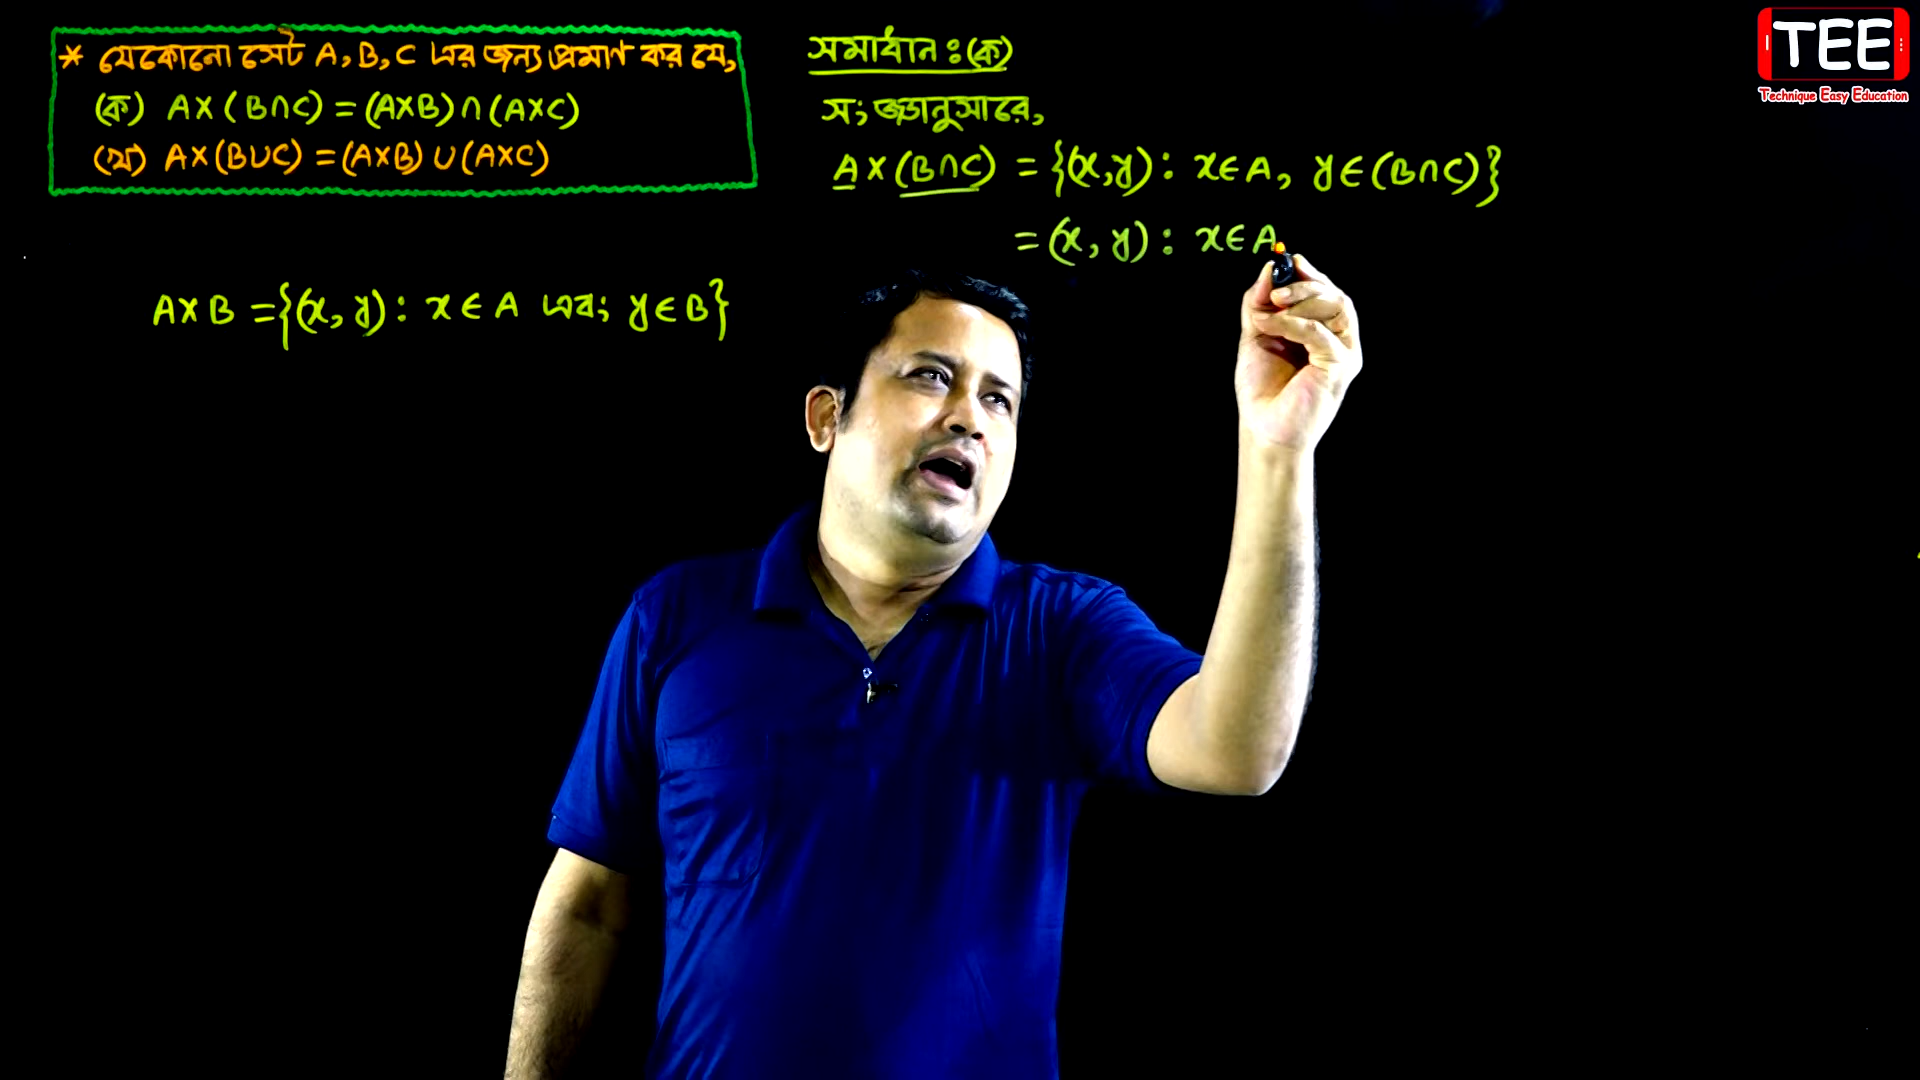 * যেকোনো সেট A, B, C এর জন্য প্রমাণ কর যে,
(ক) A×(B∩C) = (A×B)∩(A×C)
(খ) A×(B∪C) = (A×B)∪(A×C)
A×B = {(x, y) : x∈A এবং y∈B}
সমাধান : (ক)
সংজ্ঞানুসারে,
A×(B∩C) = {(x,y) : x∈A, y∈(B∩C)}
= (x, y) : x∈A,
TEE
Technique Easy Education